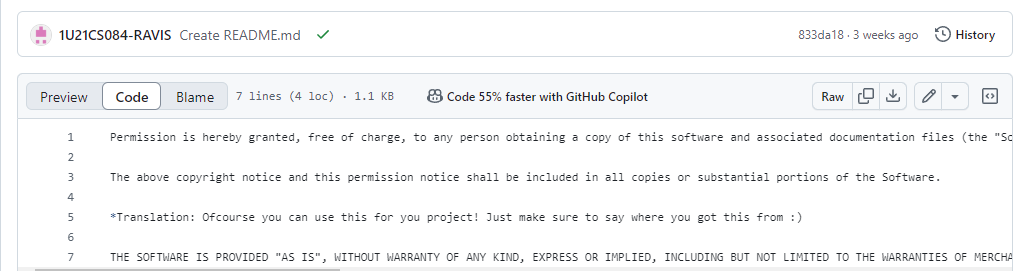 1U21CS084-RAVIS Create README.md 833da18 · 3 weeks ago History
Preview Code Blame 7 lines (4 loc) · 1.1 KB Code 55% faster with GitHub Copilot Raw
1 Permission is hereby granted, free of charge, to any person obtaining a copy of this software and associated documentation files (the "So
2
3 The above copyright notice and this permission notice shall be included in all copies or substantial portions of the Software.
4
5 *Translation: Ofcourse you can use this for you project! Just make sure to say where you got this from :)
6
7 THE SOFTWARE IS PROVIDED "AS IS", WITHOUT WARRANTY OF ANY KIND, EXPRESS OR IMPLIED, INCLUDING BUT NOT LIMITED TO THE WARRANTIES OF MERCHA